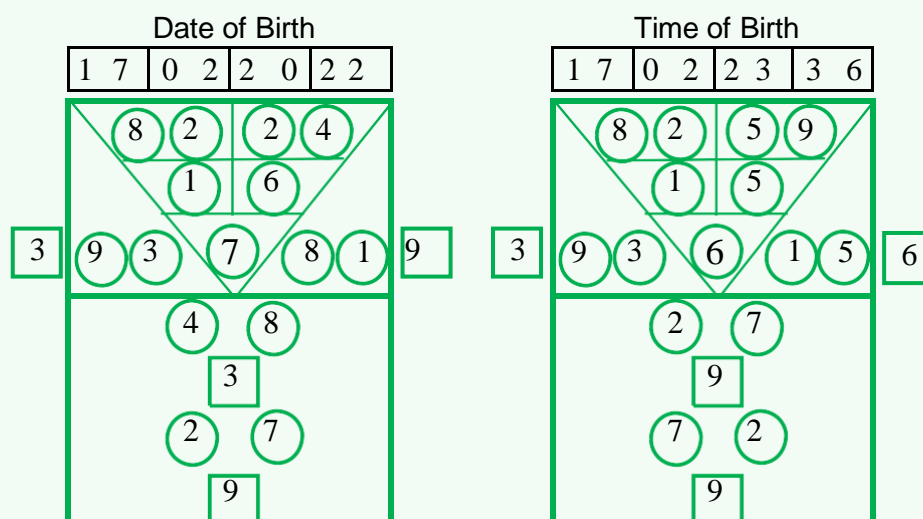 Date of Birth Time of Birth
1 7 0 2 2 0 2 2 1 7 0 2 2 3 3 6
8 2 2 4 8 2 5 9
1 6 1 5
3 9 3 7 8 1 9 3 9 3 6 1 5 6
4 8 2 7
3 9
2 7 7 2
9 9